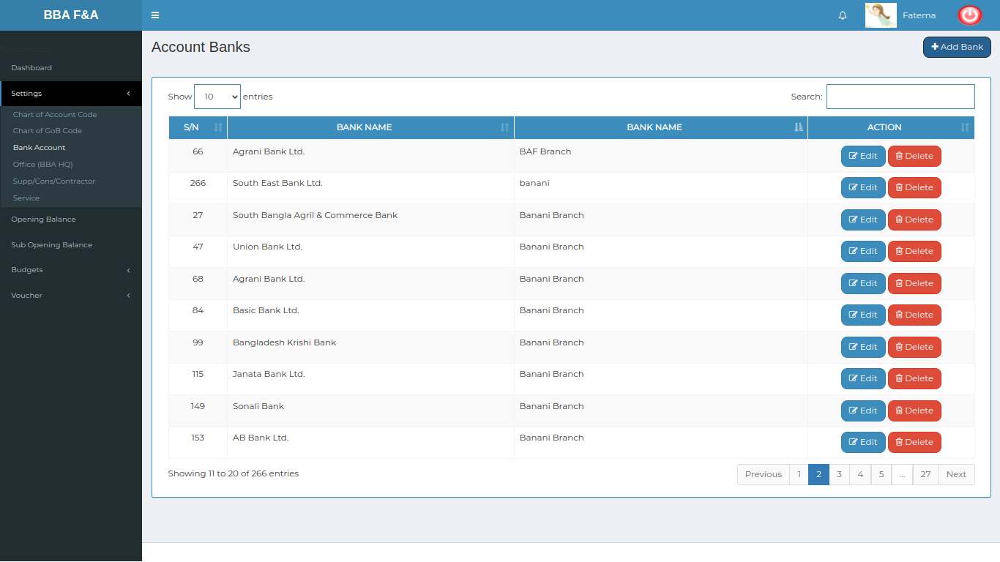 BBA F&A
Fatema
Account Banks
Add Bank
Dashboard
Settings
Chart of Account Code
Chart of GoB Code
Bank Account
Office (BBA HQ)
Supp/Cons/Contractor
Service
Opening Balance
Sub Opening Balance
Budgets
Voucher
Show 10 entries
Search:
S/N BANK NAME BANK NAME ACTION
66 Agrani Bank Ltd. BAF Branch Edit Delete
266 South East Bank Ltd. banani Edit Delete
27 South Bangla Agril & Commerce Bank Banani Branch Edit Delete
47 Union Bank Ltd. Banani Branch Edit Delete
68 Agrani Bank Ltd. Banani Branch Edit Delete
84 Basic Bank Ltd. Banani Branch Edit Delete
99 Bangladesh Krishi Bank Banani Branch Edit Delete
115 Janata Bank Ltd. Banani Branch Edit Delete
149 Sonali Bank Banani Branch Edit Delete
153 AB Bank Ltd. Banani Branch Edit Delete
Showing 11 to 20 of 266 entries
Previous 1 2 3 4 5 ... 27 Next